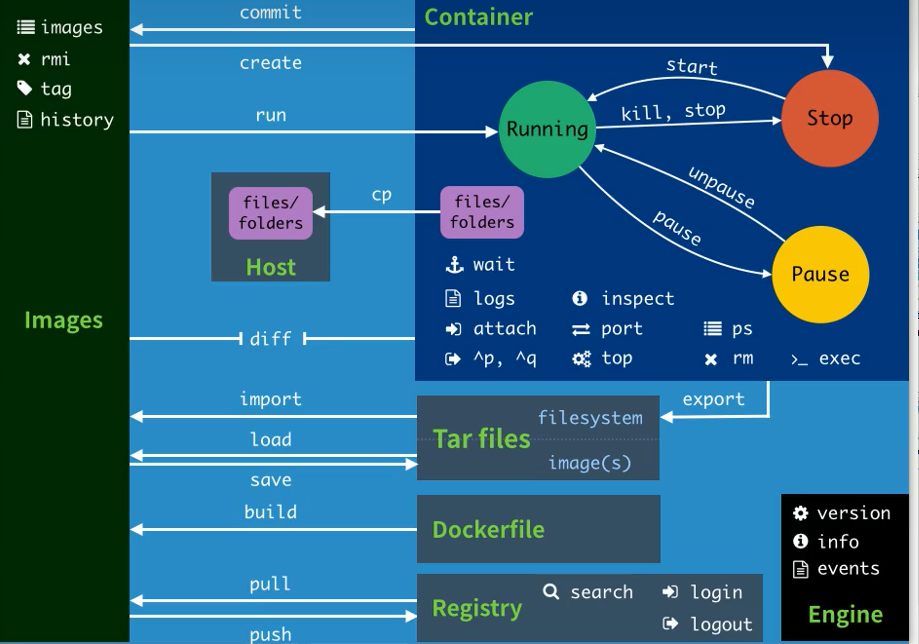 images
rmi
tag
history
Images
commit
create
run
cp
files/
folders
Host
diff
import
load
save
build
pull
push
Container
start
kill, stop
Running
Stop
unpause
pause
Pause
files/
folders
wait
logs
inspect
attach
port
ps
^p, ^q
top
rm
>_ exec
export
Tar files
filesystem
image(s)
Dockerfile
Registry
search
login
logout
version
info
events
Engine